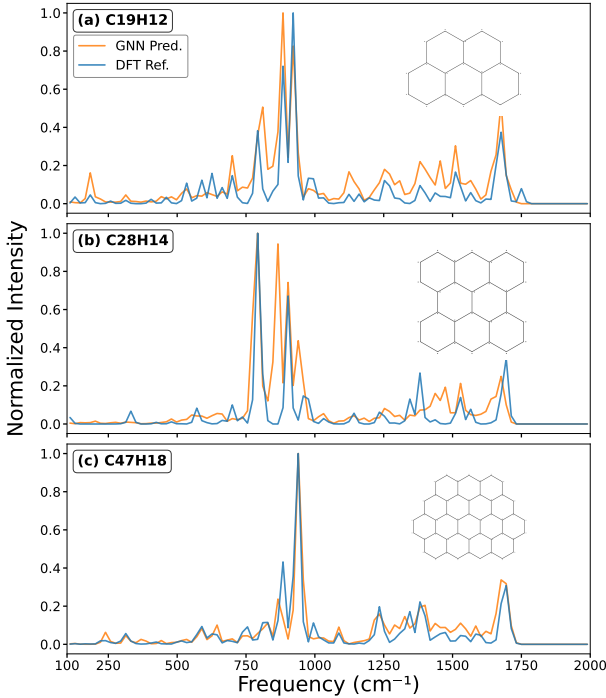 (a) C19H12
GNN Pred.
DFT Ref.
1.0
0.8
0.6
0.4
0.2
0.0
(b) C28H14
1.0
0.8
0.6
0.4
0.2
0.0
(c) C47H18
1.0
0.8
0.6
0.4
0.2
0.0
Normalized Intensity
100 250 500 750 1000 1250 1500 1750 2000
Frequency (cm⁻¹)